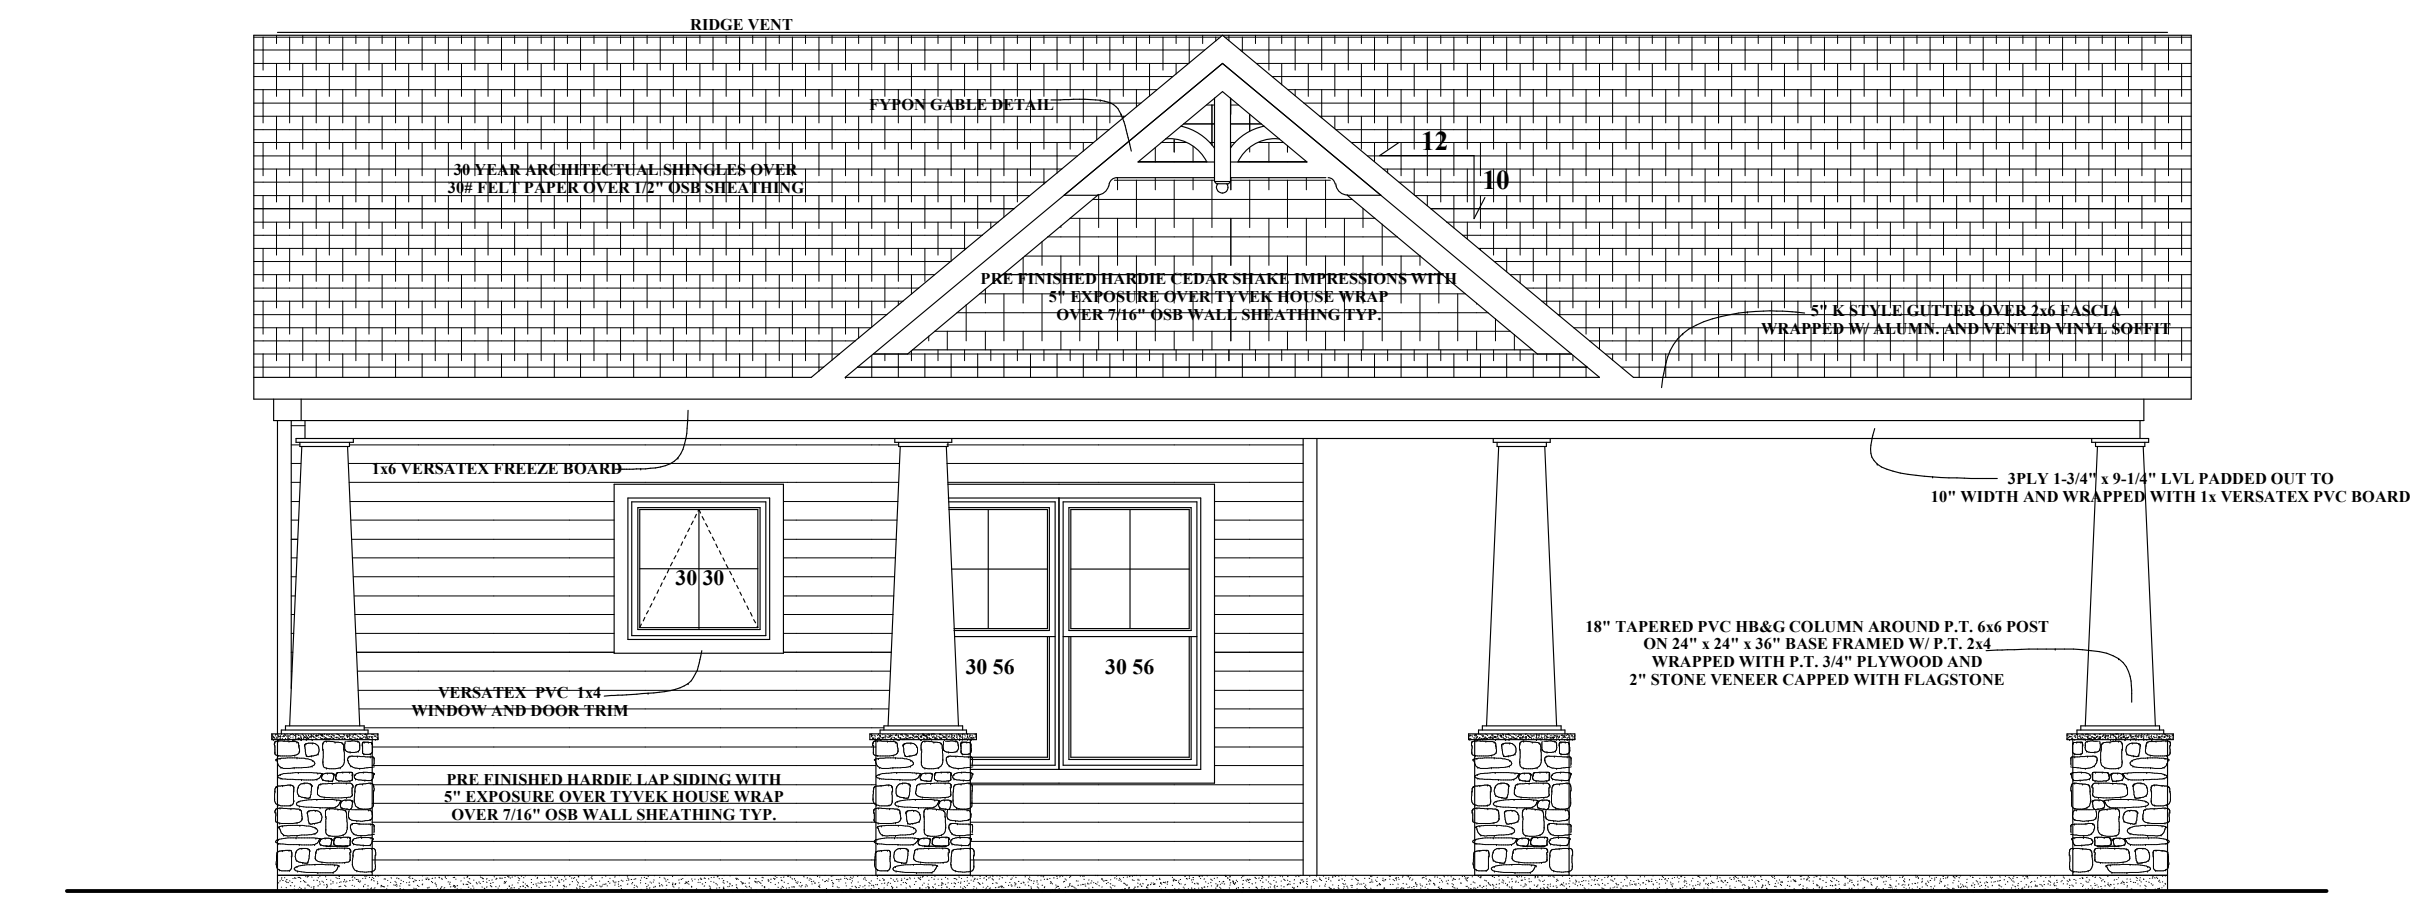 RIDGE VENT
FYPON GABLE DETAIL
12
10
30 YEAR ARCHITECTUAL SHINGLES OVER
30# FELT PAPER OVER 1/2" OSB SHEATHING
PRE FINISHED HARDIE CEDAR SHAKE IMPRESSIONS WITH
5" EXPOSURE OVER TYVEK HOUSE WRAP
OVER 7/16" OSB WALL SHEATHING TYP.
5" K STYLE GUTTER OVER 2x6 FASCIA
WRAPPED W/ ALUMN. AND VENTED VINYL SOFFIT
1x6 VERSATEX FREEZE BOARD
3PLY 1-3/4" x 9-1/4" LVL PADDED OUT TO
10" WIDTH AND WRAPPED WITH 1x VERSATEX PVC BOARD
30 30
30 56
30 56
18" TAPERED PVC HB&G COLUMN AROUND P.T. 6x6 POST
ON 24" x 24" x 36" BASE FRAMED W/ P.T. 2x4
WRAPPED WITH P.T. 3/4" PLYWOOD AND
2" STONE VENEER CAPPED WITH FLAGSTONE
VERSATEX PVC 1x4
WINDOW AND DOOR TRIM
PRE FINISHED HARDIE LAP SIDING WITH
5" EXPOSURE OVER TYVEK HOUSE WRAP
OVER 7/16" OSB WALL SHEATHING TYP.